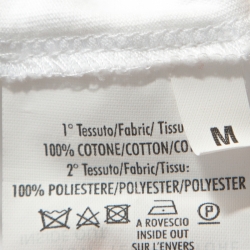 1° Tessuto/Fabric/ Tissu
100% COTONE/COTTON/COT
2° Tessuto/Fabric/Tissu:
100% POLIESTERE/POLYESTER/POLYESTER
M
A ROVESCIO
INSIDE OUT
SUR L'ENVERS
P